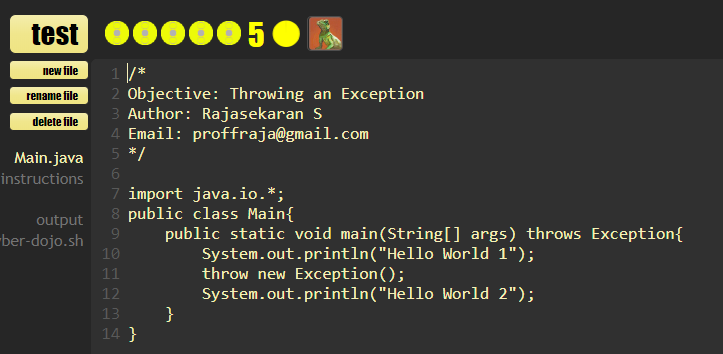 test
5
new file
rename file
delete file
Main.java
instructions
output
yber-dojo.sh
1 /*
2 Objective: Throwing an Exception
3 Author: Rajasekaran S
4 Email: proffraja@gmail.com
5 */
6
7 import java.io.*;
8 public class Main{
9     public static void main(String[] args) throws Exception{
10         System.out.println("Hello World 1");
11         throw new Exception();
12         System.out.println("Hello World 2");
13     }
14 }